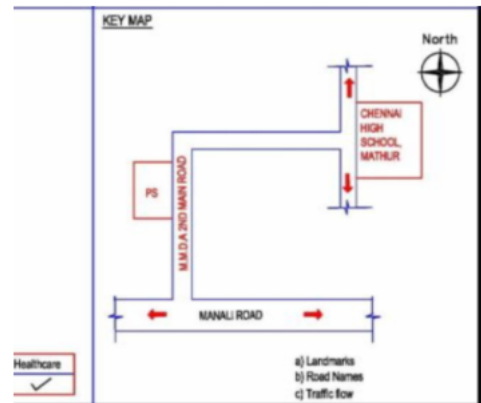 KEY MAP
North
CHENNAI
HIGH
SCHOOL,
MATHUR
PS
M.M.D.A 2ND MAIN ROAD
MANALI ROAD
Healthcare
a) Landmarks
b) Road Names
c) Traffic flow